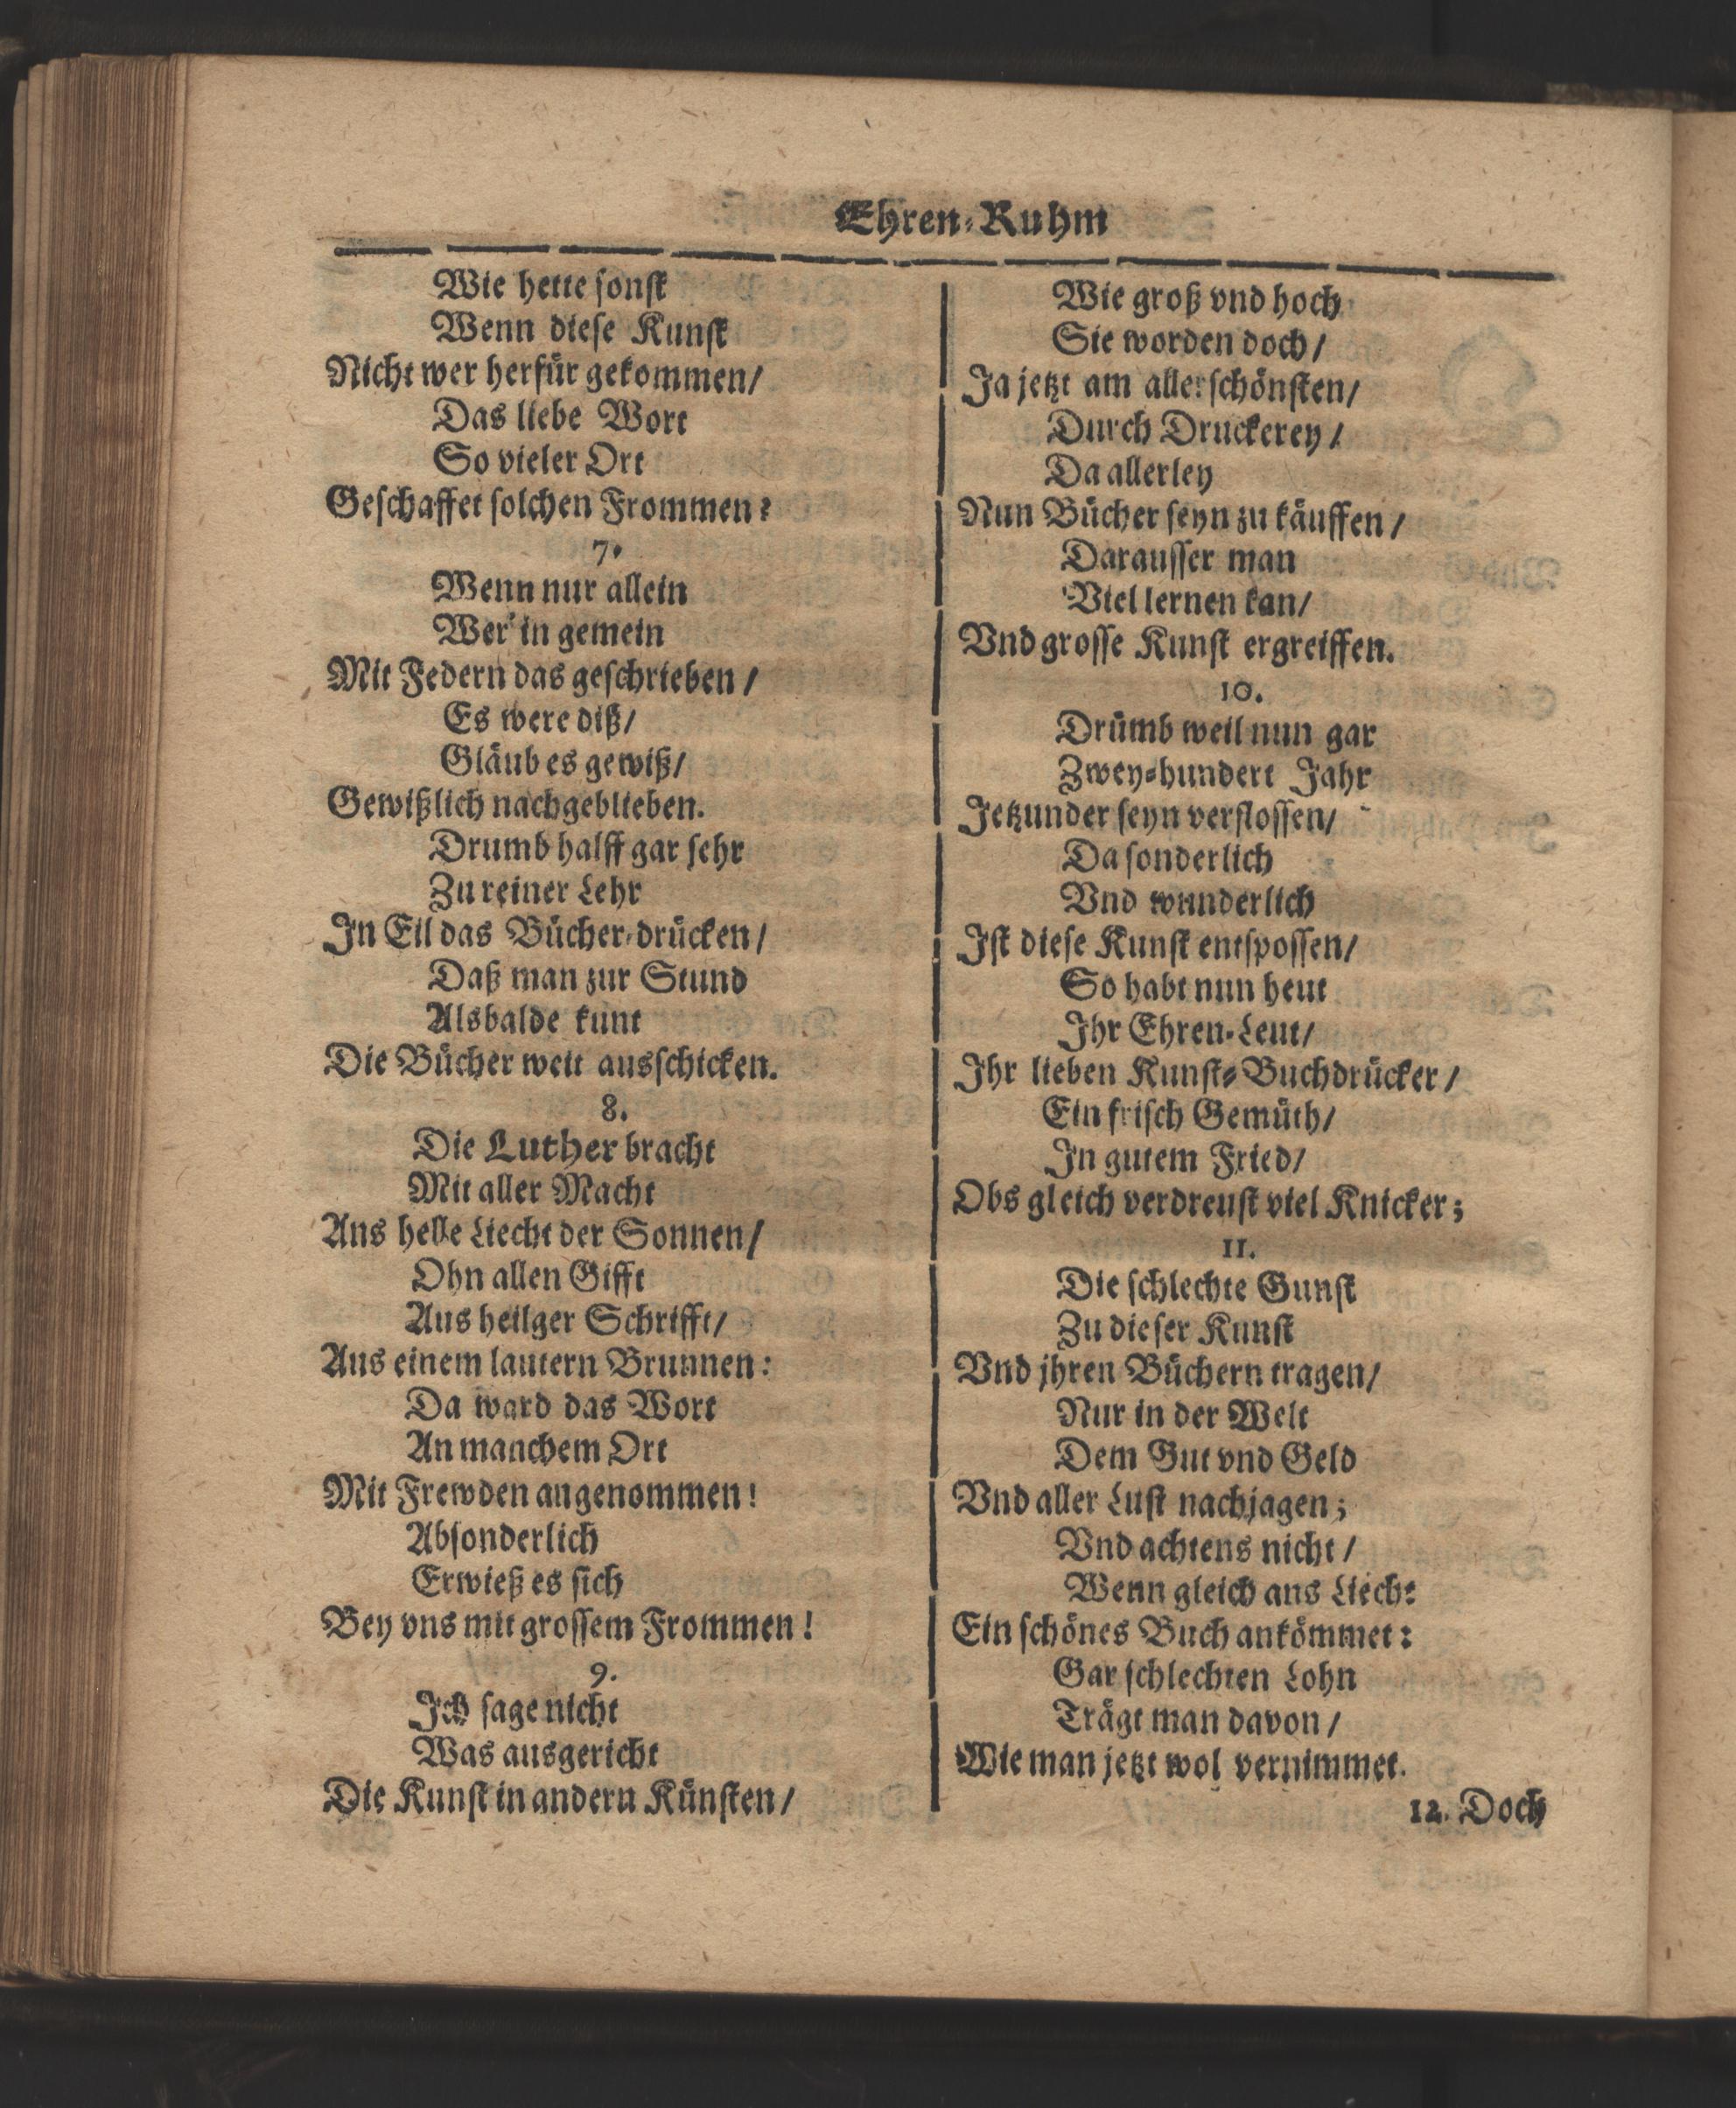 Ehren-Ruhm
Wie hette sonst
Wenn diese Kunst
Nicht wer herfür gekommen/
Das liebe Wort
So vieler Ort
Geschaffet solchen Frommen?
7.
Wenn nur allein
Wer' in gemein
Mit Federn das geschrieben/
Es were diß/
Gläub es gewiß/
Gewißlich nachgeblieben.
Drumb halff gar sehr
Zu reiner Lehr
In Eil das Bücher-drücken/
Daß man zur Stund
Alsbalde kunt
Die Bücher weit ausschicken.
8.
Die Luther bracht
Mit aller Macht
Ans helle Liecht der Sonnen/
Ohn allen Gifft
Aus heilger Schrifft/
Aus einem lautern Brunnen:
Da ward das Wort
An manchem Ort
Mit Frewden angenommen!
Absonderlich
Erwieß es sich
Bey vns mit grossem Frommen!
9.
Ich sage nicht
Was ausgericht
Die Kunst in andern Künsten/
Wie groß vnd hoch
Sie worden doch/
Ja jetzt am allerschönsten/
Durch Druckerey/
Da allerley
Nun Bücher seyn zu käuffen/
Darausser man
Viel lernen kan/
Vnd grosse Kunst ergreiffen.
10.
Drümb weil nun gar
Zwey-hundert Jahr
Jetzunder seyn verflossen/
Da sonderlich
Vnd wunderlich
Ist diese Kunst entspossen/
So habt nun heut
Ihr Ehren-Leut/
Ihr lieben Kunst-Buchdrücker/
Ein frisch Gemüth/
In gutem Fried/
Obs gleich verdreust viel Knicker;
11.
Die schlechte Gunst
Zu dieser Kunst
Vnd jhren Büchern tragen/
Nur in der Welt
Dem Gut vnd Geld
Vnd aller Lust nachjagen;
Vnd achtens nicht/
Wenn gleich ans Liecht
Ein schönes Buch ankömmet:
Gar schlechten Lohn
Trägt man davon/
Wie man jetzt wol vernimmet.
12. Doch